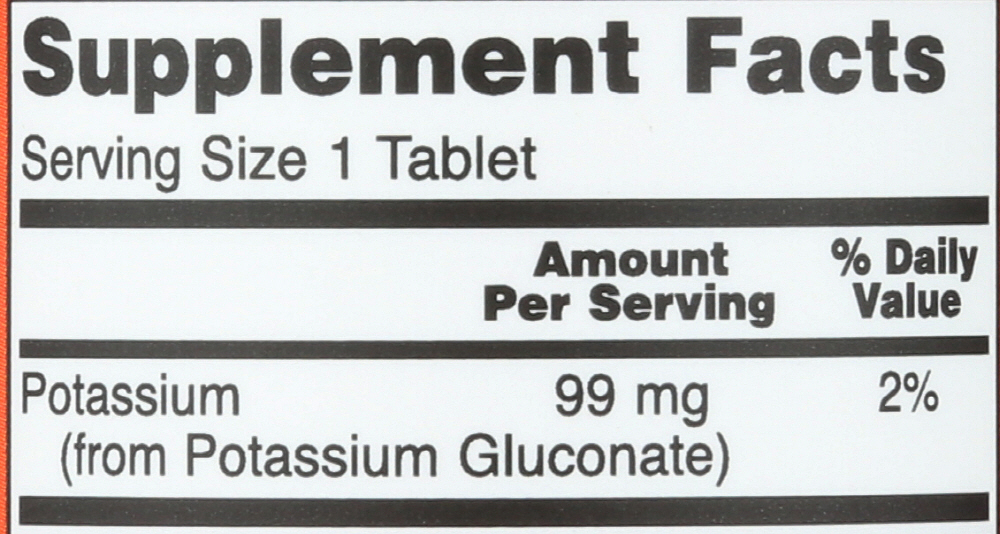 Supplement Facts
Serving Size 1 Tablet
Amount Per Serving % Daily Value
Potassium 99 mg 2%
(from Potassium Gluconate)